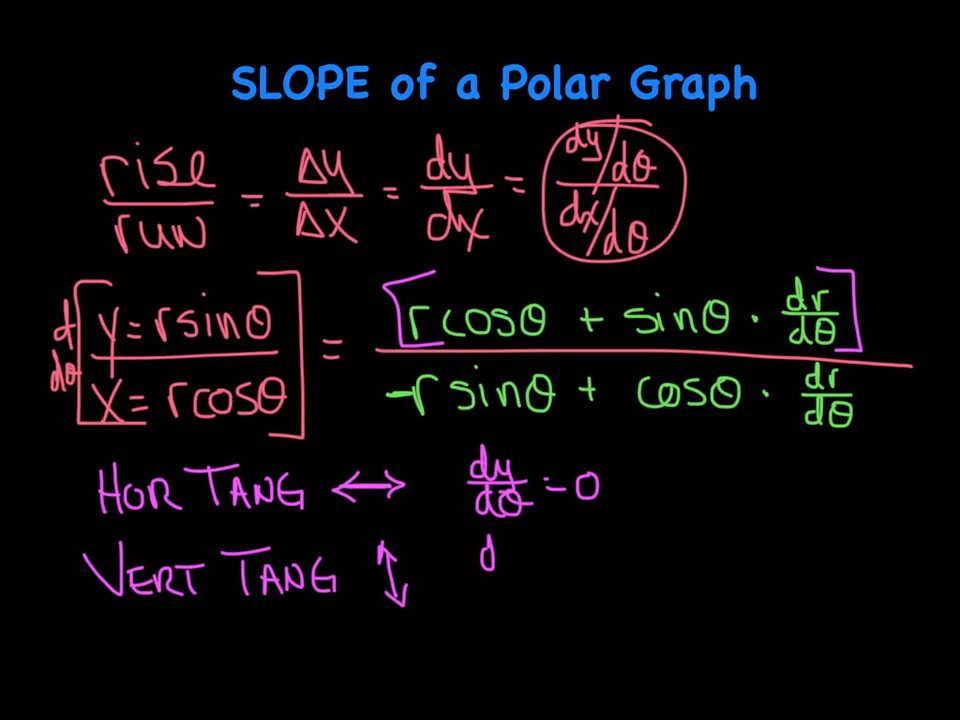 SLOPE of a Polar Graph
rise/run = Δy/Δx = dy/dx = (dy/dθ)/(dx/dθ)
d/dθ [y = r sinθ / x = r cosθ] = [r cosθ + sinθ · dr/dθ] / -r sinθ + cosθ · dr/dθ
HOR TANG ↔ dy/dθ = 0
VERT TANG ↕ d